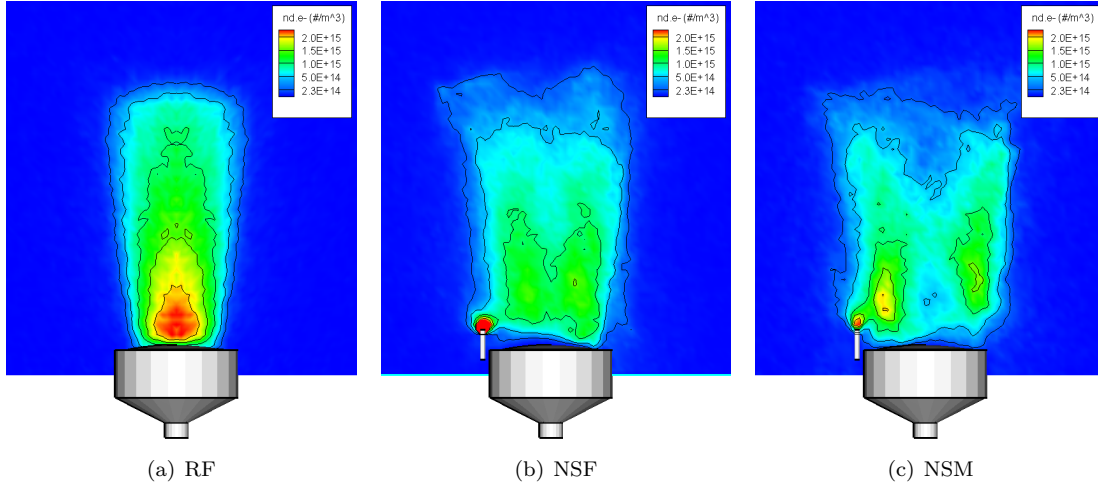 nd.e- (#/m^3)
2.0E+15
1.5E+15
1.0E+15
5.0E+14
2.3E+14
nd.e- (#/m^3)
2.0E+15
1.5E+15
1.0E+15
5.0E+14
2.3E+14
nd.e- (#/m^3)
2.0E+15
1.5E+15
1.0E+15
5.0E+14
2.3E+14
(a) RF
(b) NSF
(c) NSM